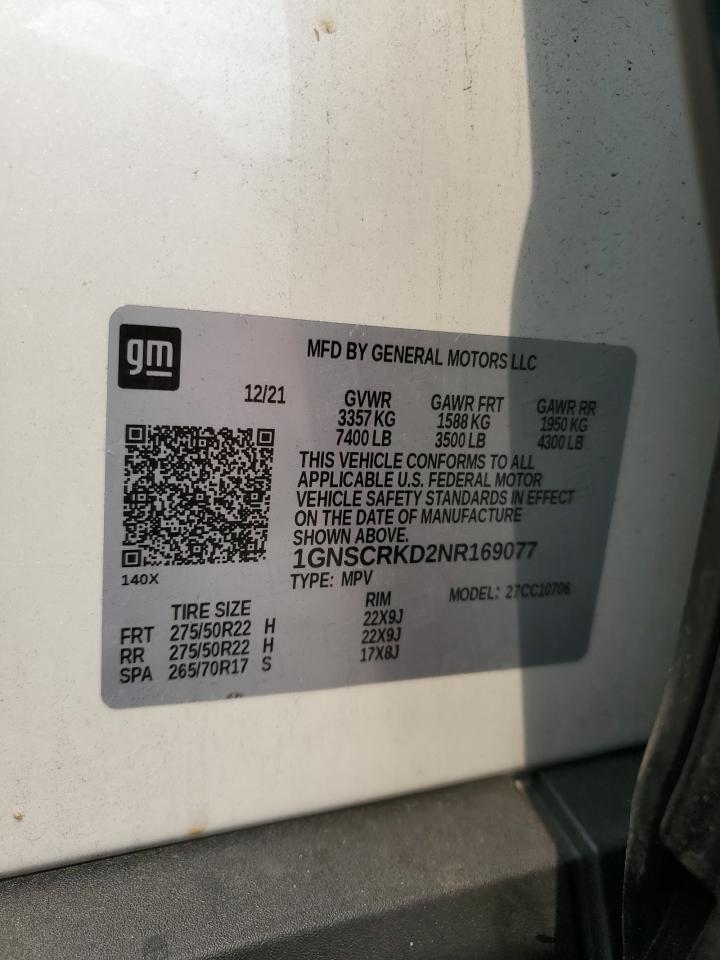 gm
MFD BY GENERAL MOTORS LLC
12/21
GVWR GAWR FRT GAWR RR
3357 KG 1588 KG 1950 KG
7400 LB 3500 LB 4300 LB
THIS VEHICLE CONFORMS TO ALL
APPLICABLE U.S. FEDERAL MOTOR
VEHICLE SAFETY STANDARDS IN EFFECT
ON THE DATE OF MANUFACTURE
SHOWN ABOVE.
1GNSCRKD2NR169077
140X
TYPE: MPV MODEL: 27CC10706
TIRE SIZE RIM
FRT 275/50R22 H 22X9J
RR 275/50R22 H 22X9J
SPA 265/70R17 S 17X8J